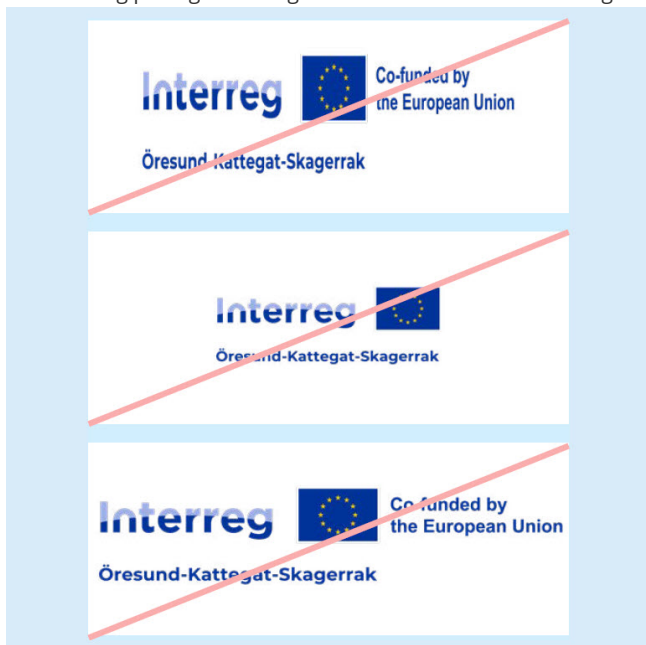 Interreg
Co-funded by
the European Union
Öresund-Kattegat-Skagerrak
Interreg
Öresund-Kattegat-Skagerrak
Interreg
Co-funded by
the European Union
Öresund-Kattegat-Skagerrak